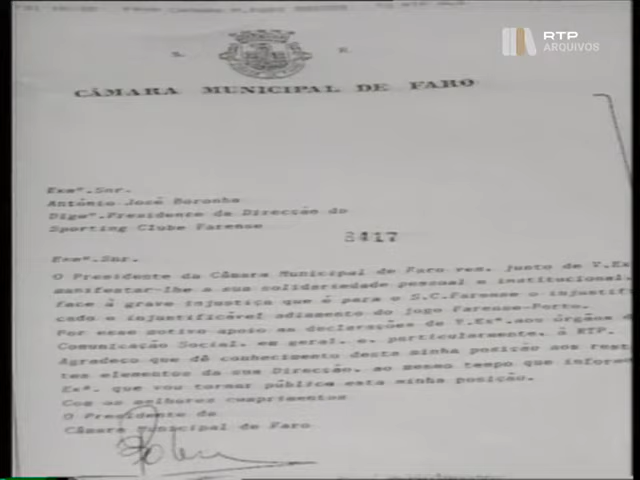 RTP
ARQUIVOS
S. R.
CÂMARA MUNICIPAL DE FARO
Exmº.Snr.
António José Boronha
Digmº.Presidente da Direcção do
Sporting Clube Farense
3417
Exmº.Snr.
O Presidente da Câmara Municipal de Faro vem, junto de V.Ex
manifestar-lhe a sua solidariedade pessoal e institucional,
face à grave injustiça que é para o S.C.Farense o injustifi
cado e injustificável adiamento do jogo Farense-Porto.
Por esse motivo apoio as declarações de V.Exª. aos órgãos d
Comunicação Social, em geral, e, particularmente, à RTP.
Agradeço que dê conhecimento desta minha posição aos rest
tes elementos da sua Direcção, ao mesmo tempo que informo
Exª. que vou tornar pública esta minha posição.
Com os melhores cumprimentos
O Presidente da
Câmara Municipal de Faro